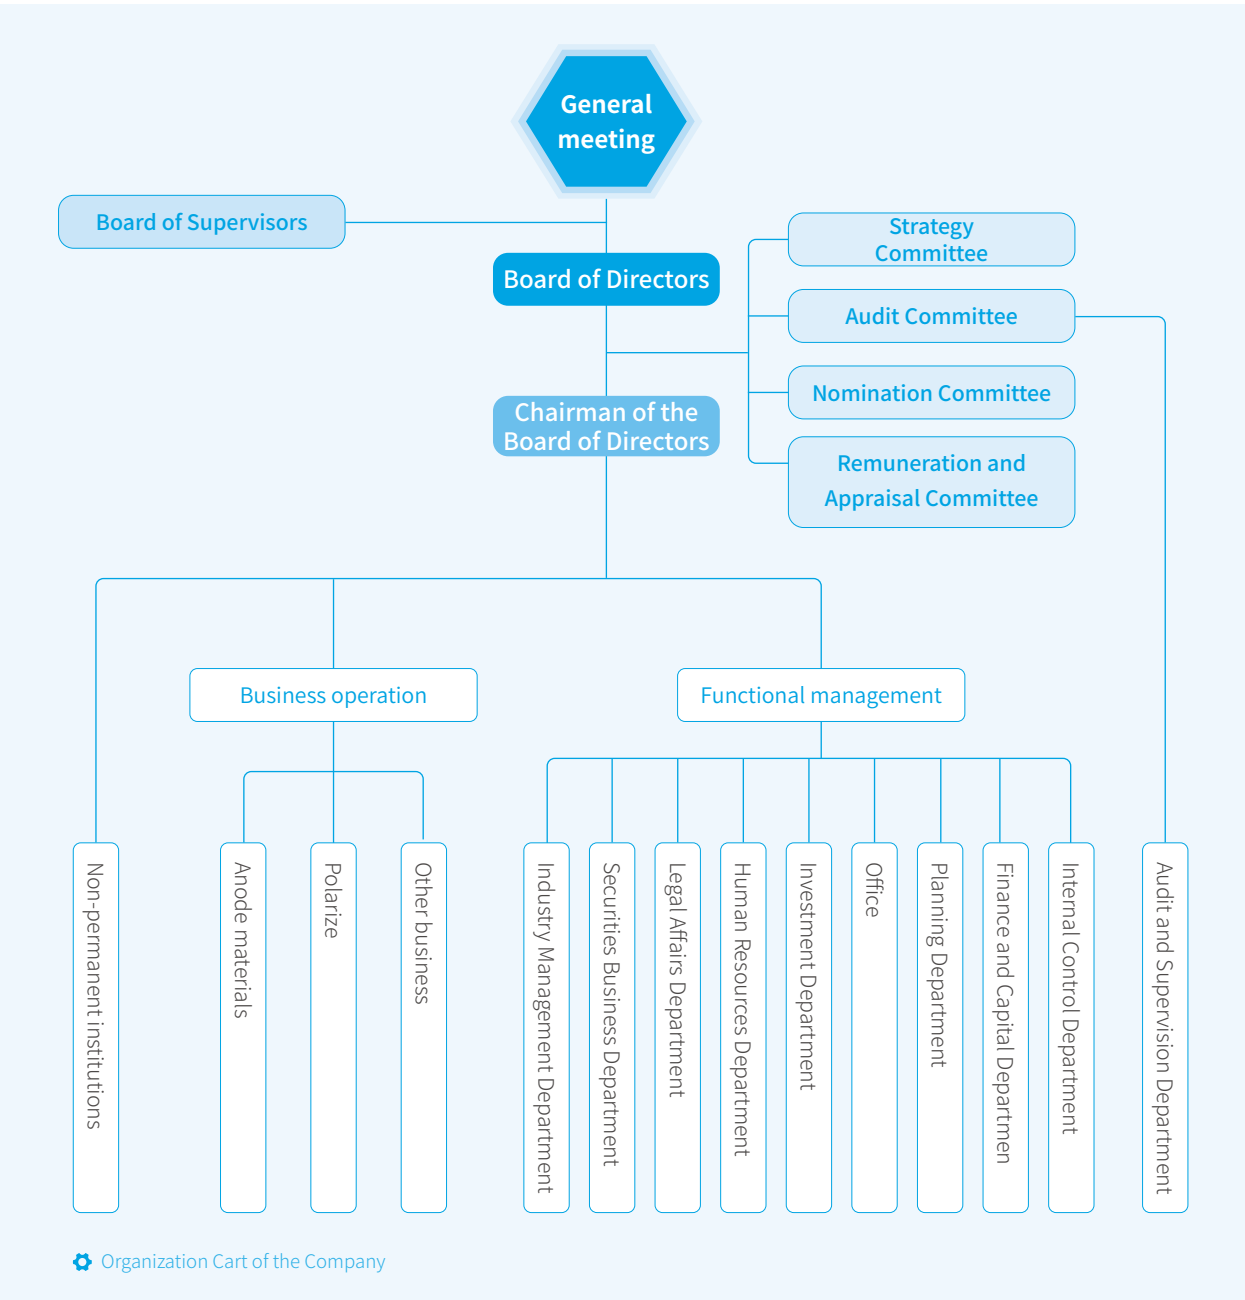 General
meeting
Board of Supervisors
Board of Directors
Strategy
Committee
Audit Committee
Chairman of the
Board of Directors
Nomination Committee
Remuneration and
Appraisal Committee
Business operation
Functional management
Non-permanent institutions
Anode materials
Polarize
Other business
Industry Management Department
Securities Business Department
Legal Affairs Department
Human Resources Department
Investment Department
Office
Planning Department
Finance and Capital Departmen
Internal Control Department
Audit and Supervision Department
Organization Cart of the Company